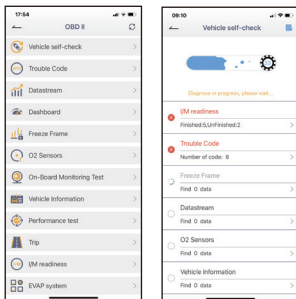 17:54
OBD II
Vehicle self-check
Trouble Code
Datastream
Dashboard
Freeze Frame
O2 Sensors
On-Board Monitoring Test
Vehicle Information
Performance test
Trip
I/M readiness
EVAP system
09:10
Vehicle self-check
Diagnose in progress, please wait...
I/M readiness
Finished:5,UnFinished:2
Trouble Code
Number of code: 8
Freeze Frame
Find 0 data
Datastream
Find 0 data
O2 Sensors
Find 0 data
Vehicle Information
Find 0 data